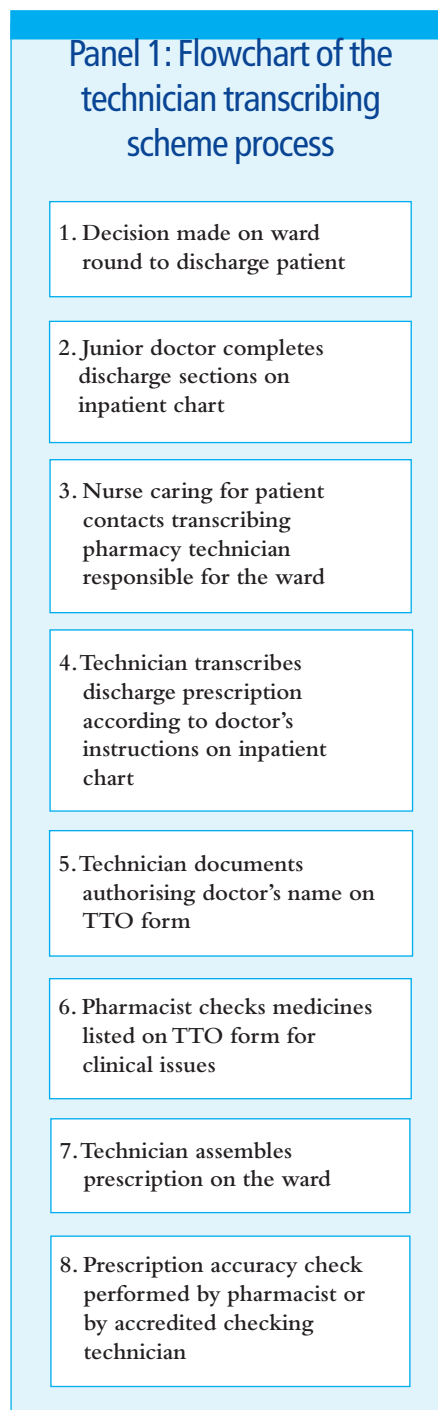 Panel 1: Flowchart of the
technician transcribing
scheme process
1. Decision made on ward
round to discharge patient
2. Junior doctor completes
discharge sections on
inpatient chart
3. Nurse caring for patient
contacts transcribing
pharmacy technician
responsible for the ward
4. Technician transcribes
discharge prescription
according to doctor's
instructions on inpatient
chart
5. Technician documents
authorising doctor's name on
TTO form
6. Pharmacist checks medicines
listed on TTO form for
clinical issues
7. Technician assembles
prescription on the ward
8. Prescription accuracy check
performed by pharmacist or
by accredited checking
technician